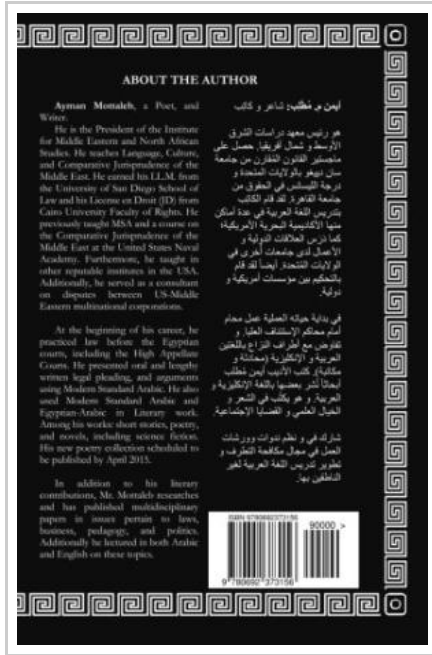 ABOUT THE AUTHOR
Ayman Mottaleb, a Poet, and
Writer.
He is the President of the Institute
for Middle Eastern and North African
Studies. He teaches Language, Culture,
and Comparative Jurisprudence of the
Middle East. He earned his LL.M. from
the University of San Diego School of
Law and his License en Droit (JD) from
Cairo University Faculty of Rights. He
previously taught MSA and a course on
the Comparative Jurisprudence of the
Middle East at the United States Naval
Academy. Furthermore, he taught in
other reputable institutes in the USA.
Additionally, he served as a consultant
on disputes between US-Middle
Eastern multinational corporations.
At the beginning of his career, he
practiced law before the Egyptian
courts, including the High Appellate
Courts. He presented oral and lengthy
written legal pleading, and arguments
using Modern Standard Arabic. He also
used Modern Standard Arabic and
Egyptian-Arabic in Literary work.
Among his works: short stories, poetry,
and novels, including science fiction.
His new poetry collection scheduled to
be published by April 2015.
In addition to his literary
contributions, Mr. Mottaleb researches
and has published multidisciplinary
papers in issues pertain to laws,
business, pedagogy, and politics.
Additionally he lectured in both Arabic
and English on these topics.
أيمن م. مُطلب: شاعر و كاتب
هو رئيس معهد دراسات الشرق
الأوسط و شمال أفريقيا. حصل على
ماجستير القانون المُقارن من جامعة
سان دييغو بالولايات المتحدة و
درجة الليسانس في الحقوق من
جامعة القاهرة. لقد قام الكاتب
بتدريس اللغة العربية في عدة أماكن
منها الأكاديمية البحرية الأمريكية؛
كما درس العلاقات الدولية و
الأعمال لدى جامعات أخرى في
الولايات المتحدة. أيضاً لقد قام
بالتحكيم بين مؤسسات أمريكية و
دولية.
في بداية حياته العملية عمل محام
أمام محاكم الإستئناف العليا. و
تفاوض مع أطراف النزاع باللغتين
العربية و الإنكليزية (محادثة و
مكاتبة). كتب الأديب أيمن مُطلب
أبحاثاً نُشر بعضها باللغة الإنكليزية و
العربية. و هو يكتب في الشعر و
الخيال العلمي و القضايا الإجتماعية.
شارك في و نظم ندوات وورشات
العمل في مجال مكافحة التطرف و
تطوير تدريس اللغة العربية لغير
الناطقين بها.
ISBN 9780692373156
90000 >
9 780692 373156